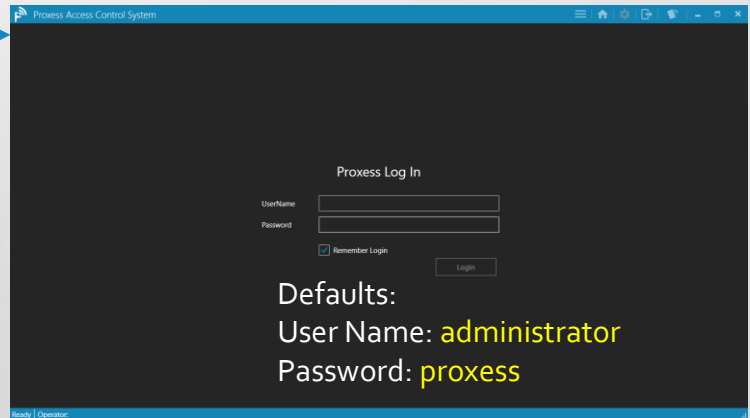 Proxess Access Control System
Proxess Log In
UserName
Password
Remember Login
Login
Defaults:
User Name: administrator
Password: proxess
Ready Operator: